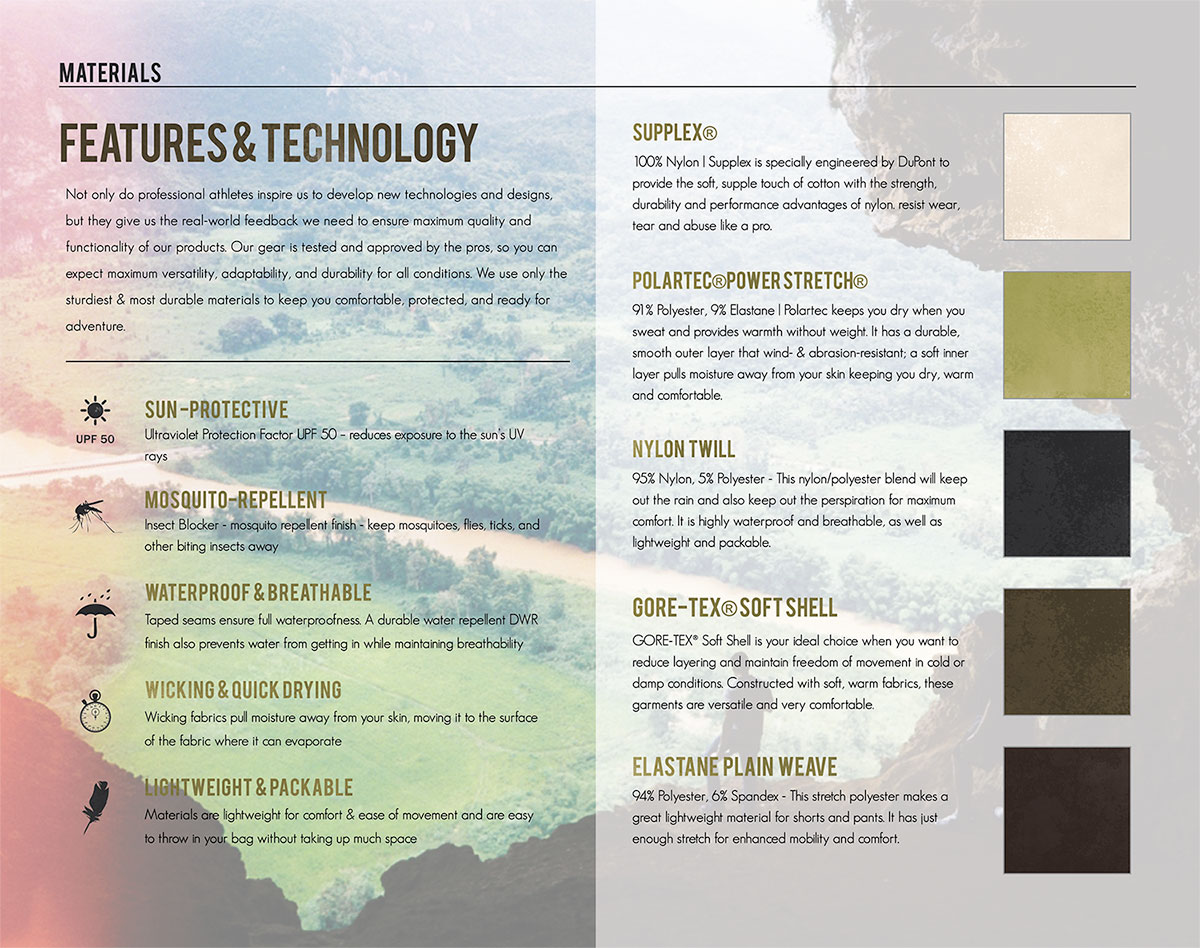 MATERIALS
FEATURES & TECHNOLOGY
Not only do professional athletes inspire us to develop new technologies and designs,
but they give us the real-world feedback we need to ensure maximum quality and
functionality of our products. Our gear is tested and approved by the pros, so you can
expect maximum versatility, adaptability, and durability for all conditions. We use only the
sturdiest & most durable materials to keep you comfortable, protected, and ready for
adventure.
UPF 50
SUN-PROTECTIVE
Ultraviolet Protection Factor UPF 50 – reduces exposure to the sun's UV
rays
MOSQUITO-REPELLENT
Insect Blocker - mosquito repellent finish - keep mosquitoes, flies, ticks, and
other biting insects away
WATERPROOF & BREATHABLE
Taped seams ensure full waterproofness. A durable water repellent DWR
finish also prevents water from getting in while maintaining breathability
WICKING & QUICK DRYING
Wicking fabrics pull moisture away from your skin, moving it to the surface
of the fabric where it can evaporate
LIGHTWEIGHT & PACKABLE
Materials are lightweight for comfort & ease of movement and are easy
to throw in your bag without taking up much space
SUPPLEX®
100% Nylon | Supplex is specially engineered by DuPont to
provide the soft, supple touch of cotton with the strength,
durability and performance advantages of nylon. resist wear,
tear and abuse like a pro.
POLARTEC®POWER STRETCH®
91% Polyester, 9% Elastane | Polartec keeps you dry when you
sweat and provides warmth without weight. It has a durable,
smooth outer layer that wind- & abrasion-resistant; a soft inner
layer pulls moisture away from your skin keeping you dry, warm
and comfortable.
NYLON TWILL
95% Nylon, 5% Polyester - This nylon/polyester blend will keep
out the rain and also keep out the perspiration for maximum
comfort. It is highly waterproof and breathable, as well as
lightweight and packable.
GORE-TEX® SOFT SHELL
GORE-TEX® Soft Shell is your ideal choice when you want to
reduce layering and maintain freedom of movement in cold or
damp conditions. Constructed with soft, warm fabrics, these
garments are versatile and very comfortable.
ELASTANE PLAIN WEAVE
94% Polyester, 6% Spandex - This stretch polyester makes a
great lightweight material for shorts and pants. It has just
enough stretch for enhanced mobility and comfort.